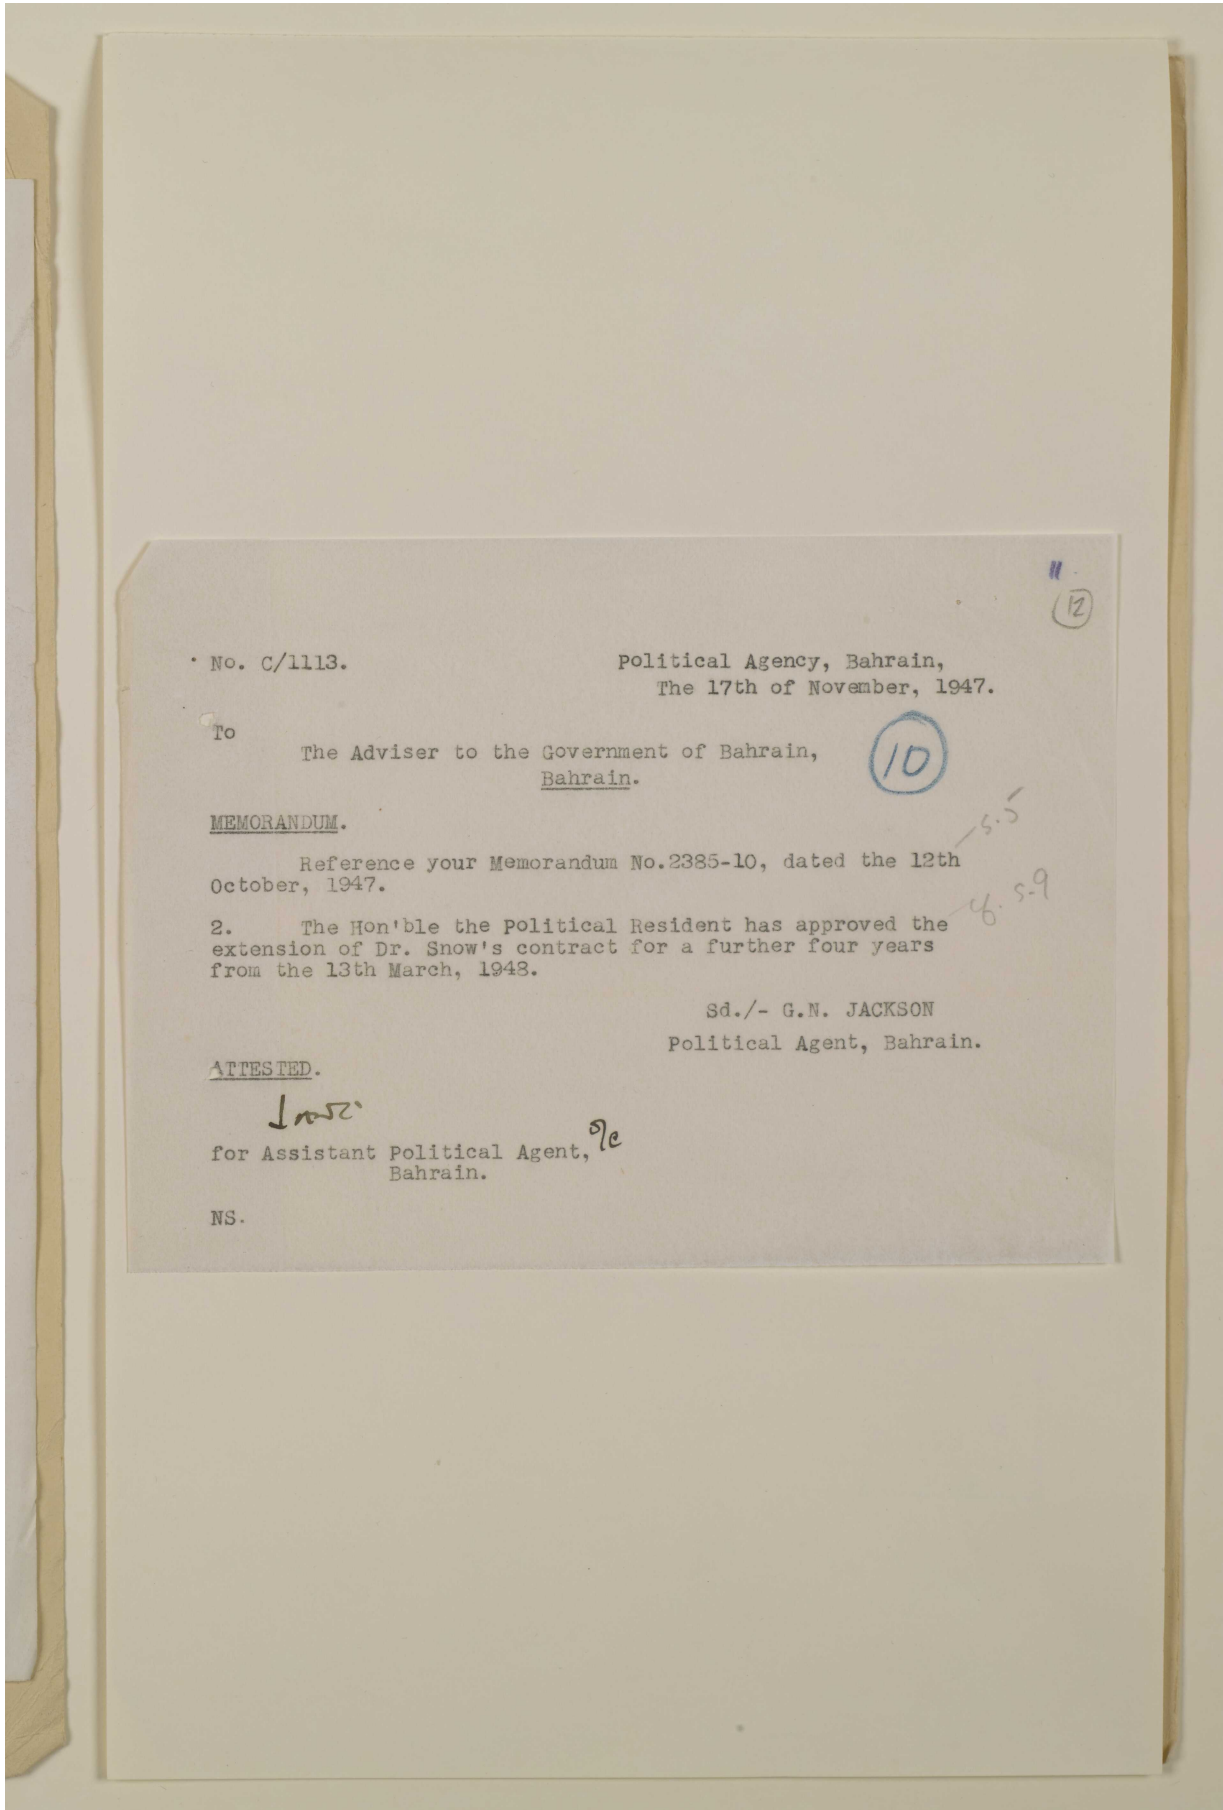 11
12
No. C/1113.
Political Agency, Bahrain,
The 17th of November, 1947.
To
The Adviser to the Government of Bahrain,
Bahrain.
10
MEMORANDUM.
s.5
Reference your Memorandum No.2385-10, dated the 12th
October, 1947.
s.9
2. The Hon'ble the Political Resident has approved the
extension of Dr. Snow's contract for a further four years
from the 13th March, 1948.
Sd./- G.N. JACKSON
Political Agent, Bahrain.
ATTESTED.
for Assistant Political Agent,
Bahrain.
NS.